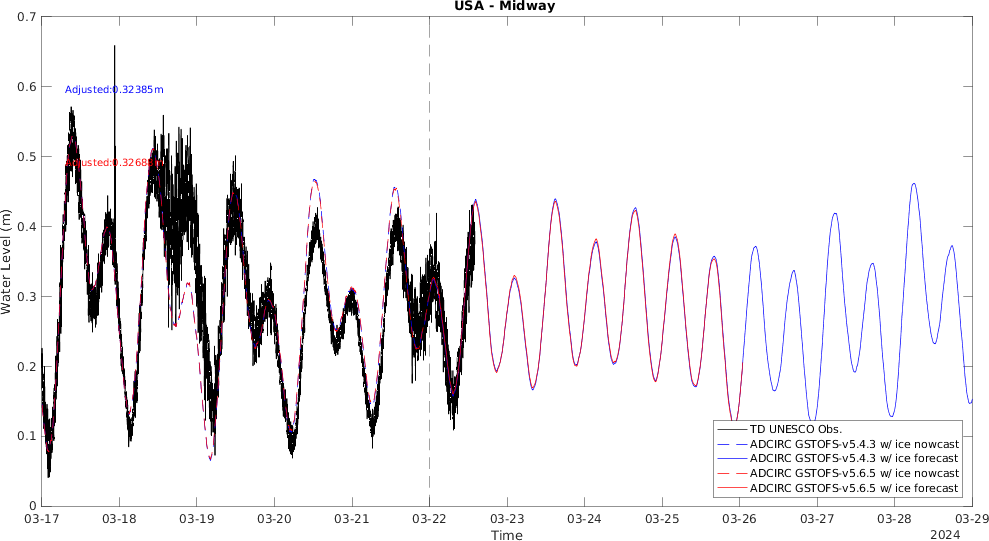 USA - Midway
0.7
0.6
0.5
0.4
0.3
0.2
0.1
0
Water Level (m)
Adjusted:0.32385m
03-17
03-18
03-19
03-20
03-21
03-22
03-23
03-24
03-25
03-26
03-27
03-28
03-29
Time
2024
TD UNESCO Obs.
ADCIRC GSTOFS-v5.4.3 w/ ice nowcast
ADCIRC GSTOFS-v5.4.3 w/ ice forecast
ADCIRC GSTOFS-v5.6.5 w/ ice nowcast
ADCIRC GSTOFS-v5.6.5 w/ ice forecast